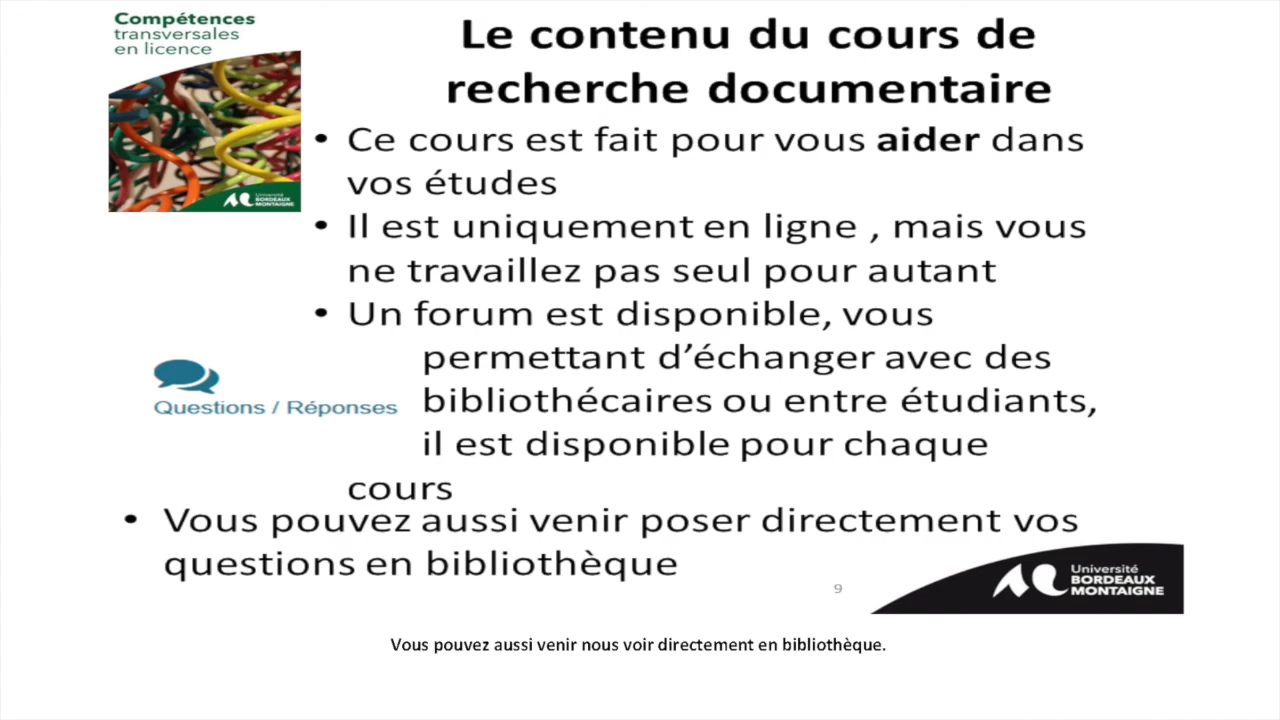 Compétences
transversales
en licence
Université
BORDEAUX
MONTAIGNE
Le contenu du cours de
recherche documentaire
• Ce cours est fait pour vous aider dans
vos études
• Il est uniquement en ligne , mais vous
ne travaillez pas seul pour autant
• Un forum est disponible, vous
permettant d’échanger avec des
Questions / Réponses
bibliothécaires ou entre étudiants,
il est disponible pour chaque
cours
• Vous pouvez aussi venir poser directement vos
questions en bibliothèque
9
Université
BORDEAUX
MONTAIGNE
Vous pouvez aussi venir nous voir directement en bibliothèque.